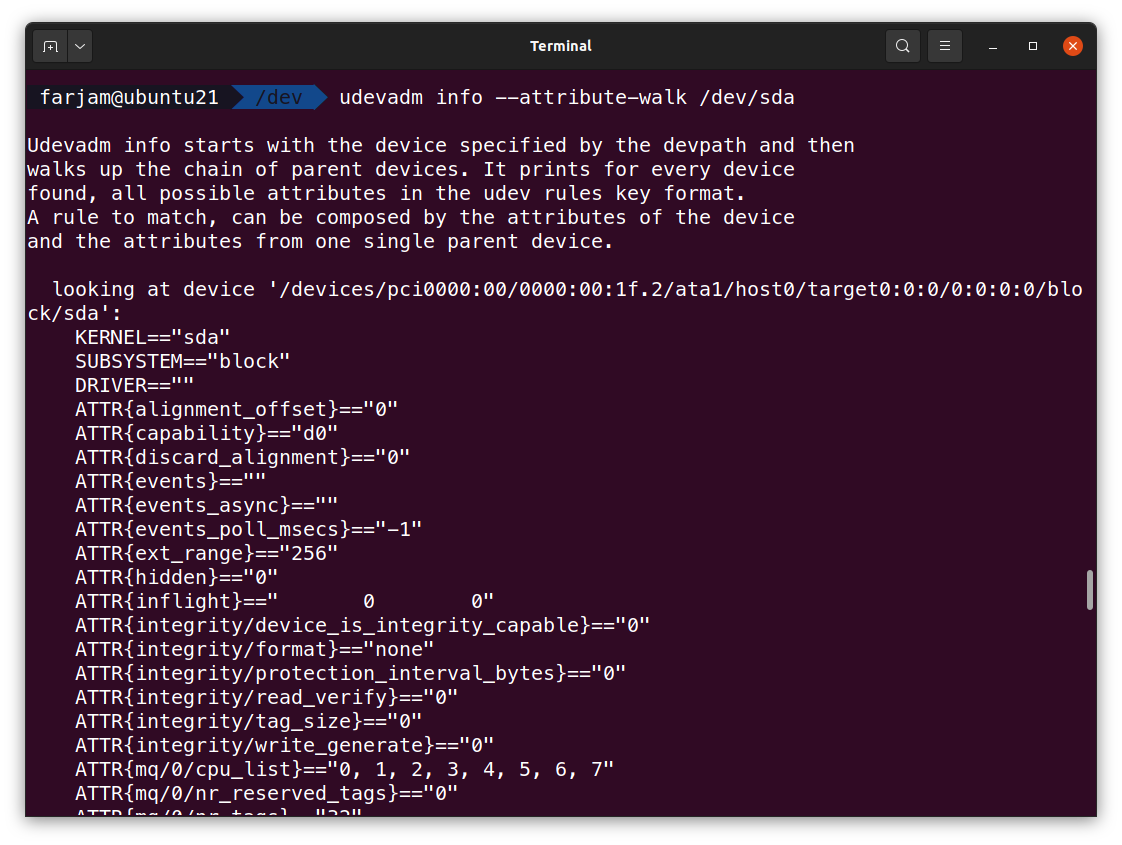 Terminal
farjam@ubuntu21 /dev udevadm info --attribute-walk /dev/sda
Udevadm info starts with the device specified by the devpath and then
walks up the chain of parent devices. It prints for every device
found, all possible attributes in the udev rules key format.
A rule to match, can be composed by the attributes of the device
and the attributes from one single parent device.
  looking at device '/devices/pci0000:00/0000:00:1f.2/ata1/host0/target0:0:0/0:0:0:0/blo
ck/sda':
    KERNEL=="sda"
    SUBSYSTEM=="block"
    DRIVER==""
    ATTR{alignment_offset}=="0"
    ATTR{capability}=="d0"
    ATTR{discard_alignment}=="0"
    ATTR{events}==""
    ATTR{events_async}==""
    ATTR{events_poll_msecs}=="-1"
    ATTR{ext_range}=="256"
    ATTR{hidden}=="0"
    ATTR{inflight}=="       0        0"
    ATTR{integrity/device_is_integrity_capable}=="0"
    ATTR{integrity/format}=="none"
    ATTR{integrity/protection_interval_bytes}=="0"
    ATTR{integrity/read_verify}=="0"
    ATTR{integrity/tag_size}=="0"
    ATTR{integrity/write_generate}=="0"
    ATTR{mq/0/cpu_list}=="0, 1, 2, 3, 4, 5, 6, 7"
    ATTR{mq/0/nr_reserved_tags}=="0"
    ATTR{mq/0/nr_tags}=="32"